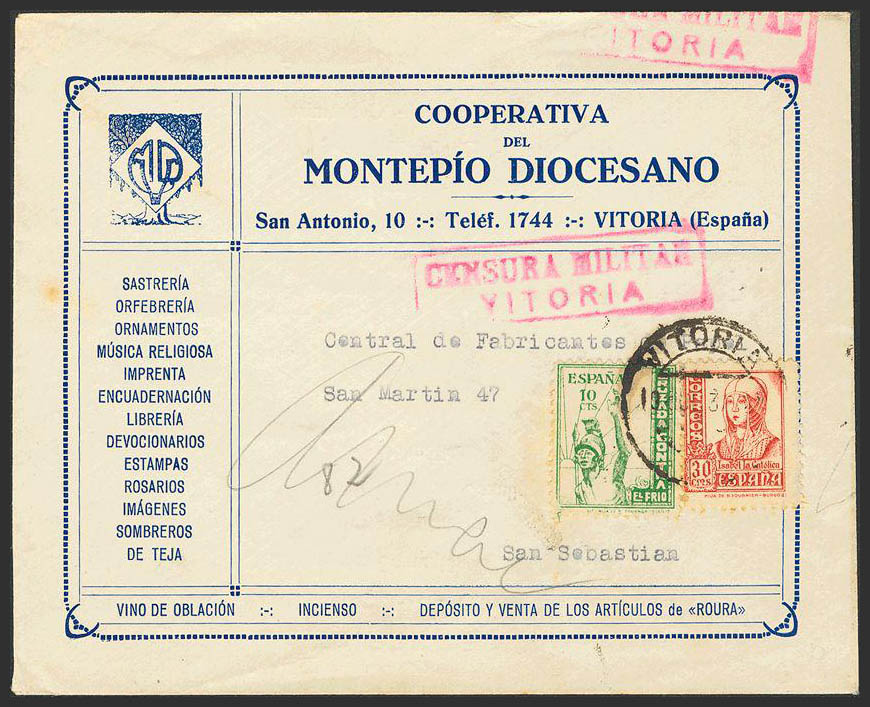 CENSURA MILITAR
VITORIA
COOPERATIVA
DEL
MONTEPÍO DIOCESANO
San Antonio, 10 :-: Teléf. 1744 :-: VITORIA (España)
CENSURA MILITAR
VITORIA
SASTRERÍA
ORFEBRERÍA
ORNAMENTOS
MÚSICA RELIGIOSA
IMPRENTA
ENCUADERNACIÓN
LIBRERÍA
DEVOCIONARIOS
ESTAMPAS
ROSARIOS
IMÁGENES
SOMBREROS
DE TEJA
Central de Fabricantes
San Martin 47
San Sebastian
VITORIA
ESPAÑA
10
CTS
EL FRIO
CORREOS
Isabel la Católica
30
CTS
ESPAÑA
87
VINO DE OBLACIÓN :-: INCIENSO :-: DEPÓSITO Y VENTA DE LOS ARTÍCULOS de «ROURA»